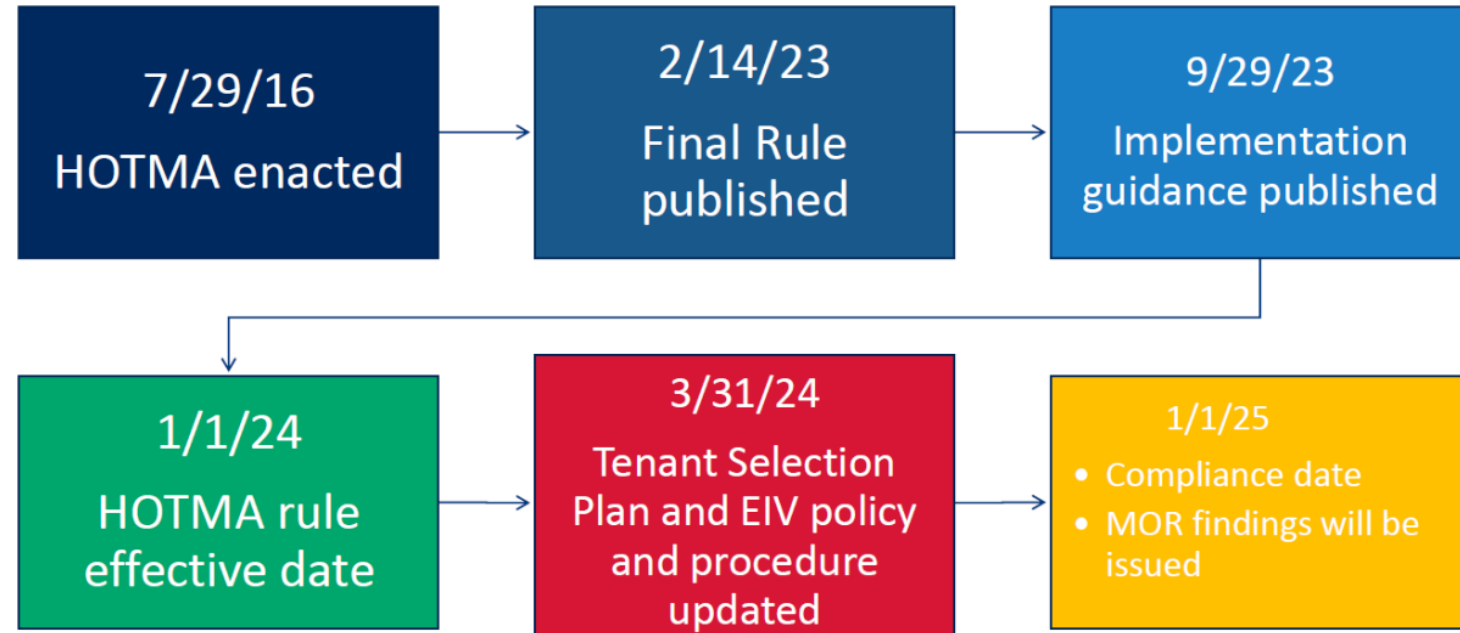 7/29/16
HOTMA enacted
2/14/23
Final Rule
published
9/29/23
Implementation
guidance published
1/1/24
HOTMA rule
effective date
3/31/24
Tenant Selection
Plan and EIV policy
and procedure
updated
1/1/25
• Compliance date
• MOR findings will be
issued